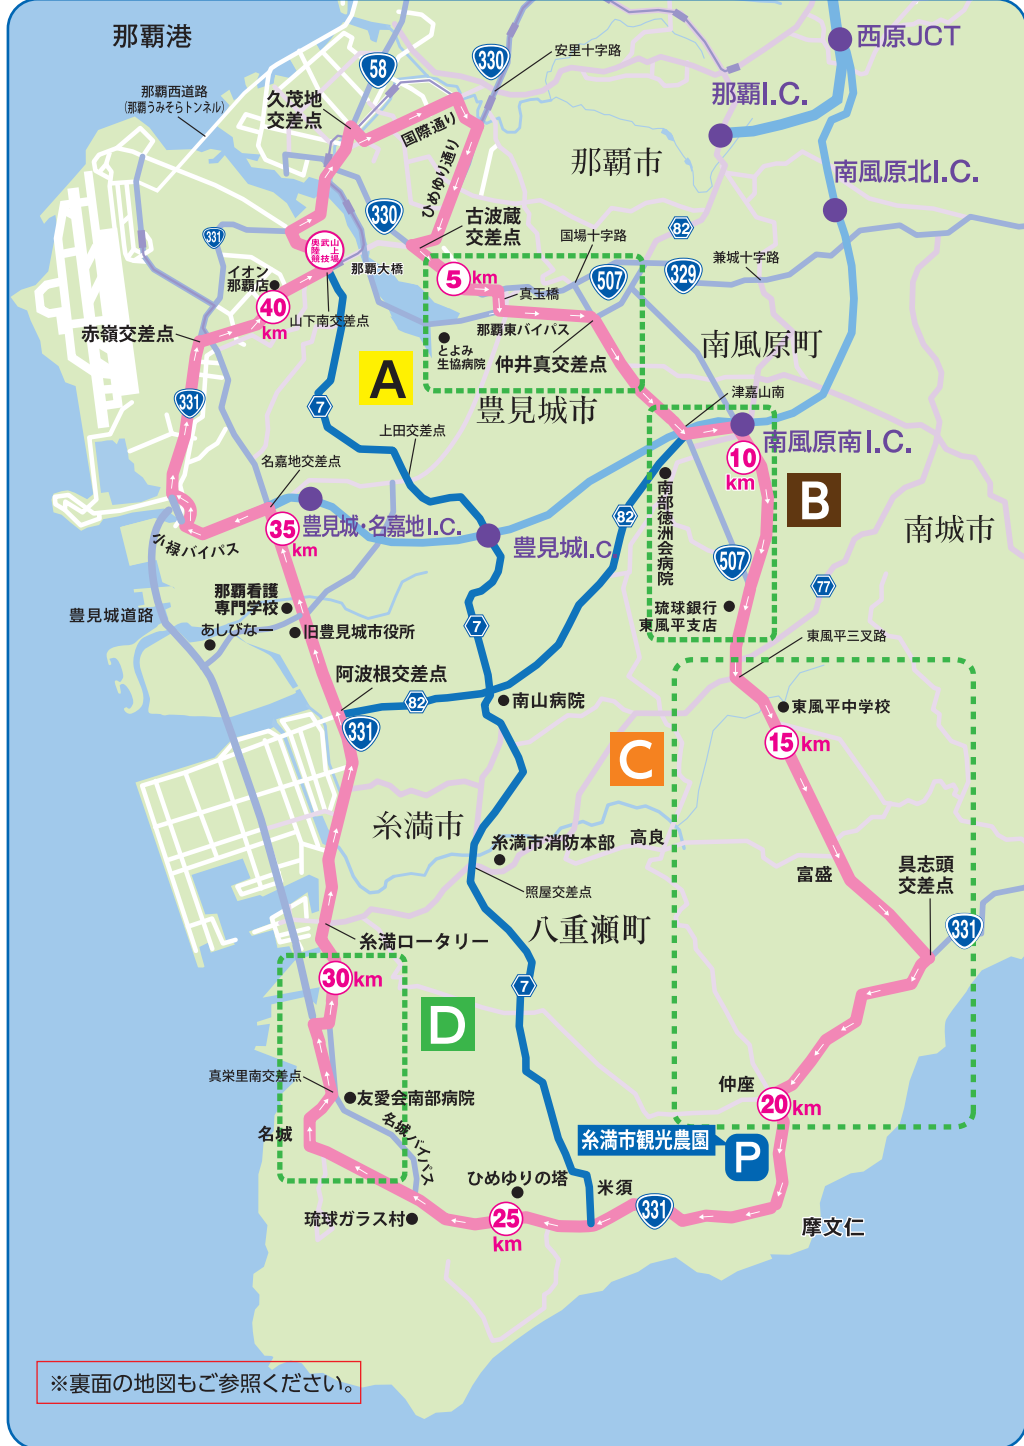 那覇港
西原JCT
58
330
安里十字路
那覇I.C.
那覇西道路
(那覇うみそらトンネル)
久茂地
交差点
国際通り
ひめゆり通り
那覇市
南風原北I.C.
330
古波蔵
交差点
82
331
奥武山
陸上
競技場
国場十字路
兼城十字路
那覇大橋
5 km
507
329
イオン
那覇店
真玉橋
40
km
山下南交差点
那覇東バイパス
赤嶺交差点
とよみ
生協病院
仲井真交差点
南風原町
A
331
7
豊見城市
津嘉山南
上田交差点
南風原南I.C.
名嘉地交差点
10
km
B
南部徳洲会病院
豊見城・名嘉地I.C.
35
km
82
南城市
小禄バイパス
豊見城I.C
507
77
那覇看護
専門学校
豊見城道路
あしびなー
旧豊見城市役所
7
琉球銀行
東風平支店
東風平三叉路
阿波根交差点
82
南山病院
331
東風平中学校
15 km
C
糸満市
糸満市消防本部
高良
富盛
具志頭
交差点
照屋交差点
八重瀬町
331
糸満ロータリー
30 km
7
D
真栄里南交差点
友愛会南部病院
仲座
20 km
名城
名城バイパス
糸満市観光農園
P
ひめゆりの塔
米須
331
琉球ガラス村
25
km
摩文仁
※裏面の地図もご参照ください。